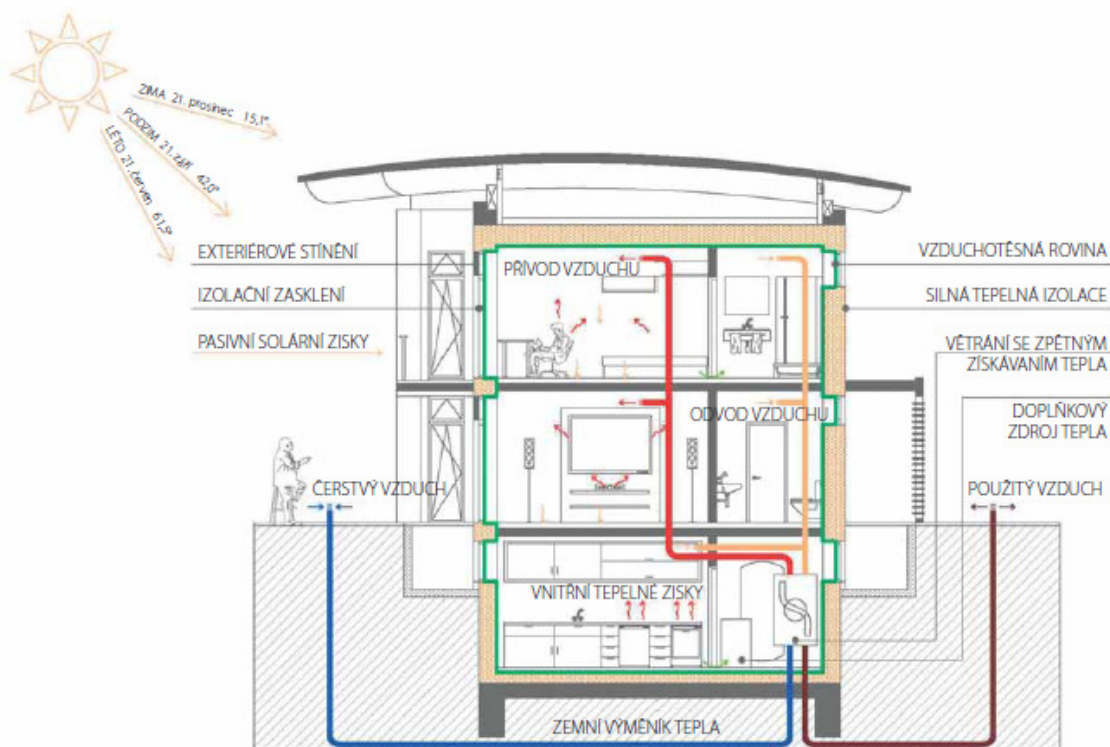 ZIMA 21. prosinec 15,1°
PODZIM 21. září 42,0°
LÉTO 21. červen 61,9°
EXTERIÉROVÉ STÍNĚNÍ
IZOLAČNÍ ZASKLENÍ
PASIVNÍ SOLÁRNÍ ZISKY
PŘÍVOD VZDUCHU
VZDUCHOTĚSNÁ ROVINA
SILNÁ TEPELNÁ IZOLACE
VĚTRÁNÍ SE ZPĚTNÝM
ZÍSKÁVANÍM TEPLA
ODVOD VZDUCHU
DOPLŇKOVÝ
ZDROJ TEPLA
ČERSTVÝ VZDUCH
POUŽITÝ VZDUCH
VNITŘNÍ TEPELNÉ ZISKY
ZEMNÍ VÝMĚNÍK TEPLA